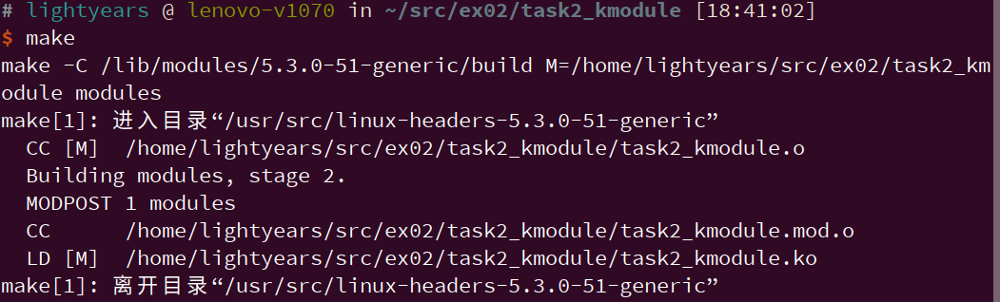 # lightyears @ lenovo-v1070 in ~/src/ex02/task2_kmodule [18:41:02]
$ make
make -C /lib/modules/5.3.0-51-generic/build M=/home/lightyears/src/ex02/task2_km
odule modules
make[1]: 进入目录“/usr/src/linux-headers-5.3.0-51-generic”
  CC [M]  /home/lightyears/src/ex02/task2_kmodule/task2_kmodule.o
  Building modules, stage 2.
  MODPOST 1 modules
  CC      /home/lightyears/src/ex02/task2_kmodule/task2_kmodule.mod.o
  LD [M]  /home/lightyears/src/ex02/task2_kmodule/task2_kmodule.ko
make[1]: 离开目录“/usr/src/linux-headers-5.3.0-51-generic”